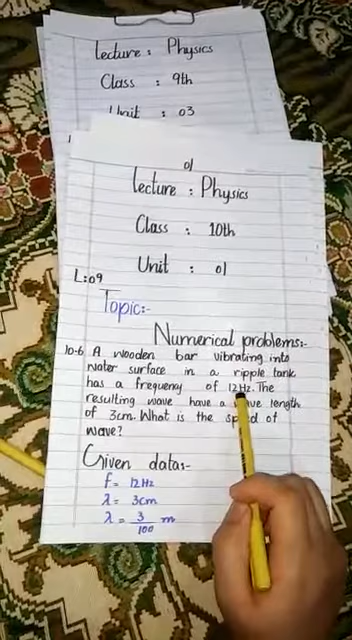 Lecture : Physics
Class : 9th
Unit : 03
01
Lecture : Physics
Class : 10th
Unit : 01
L:09
Topic:-
Numerical problems:-
10-6 A wooden bar vibrating into
water surface in a ripple tank
has a frequency of 12Hz. The
resulting wave have a wave length
of 3cm. What is the speed of
wave?
Given data:-
f = 12Hz
λ = 3cm
λ = 3/100 m